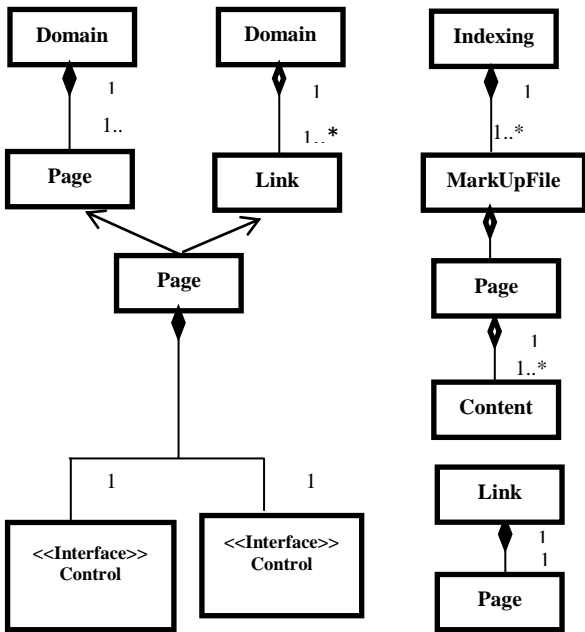 Domain
1
1..
Page
Domain
1
1..*
Link
Page
1
1
<<Interface>>
Control
<<Interface>>
Control
Indexing
1
1..*
MarkUpFile
Page
1
1..*
Content
Link
1
1
Page